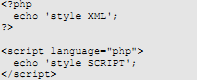 <?php
  echo 'style XML';
?>

<script language="php">
  echo 'style SCRIPT';
</script>